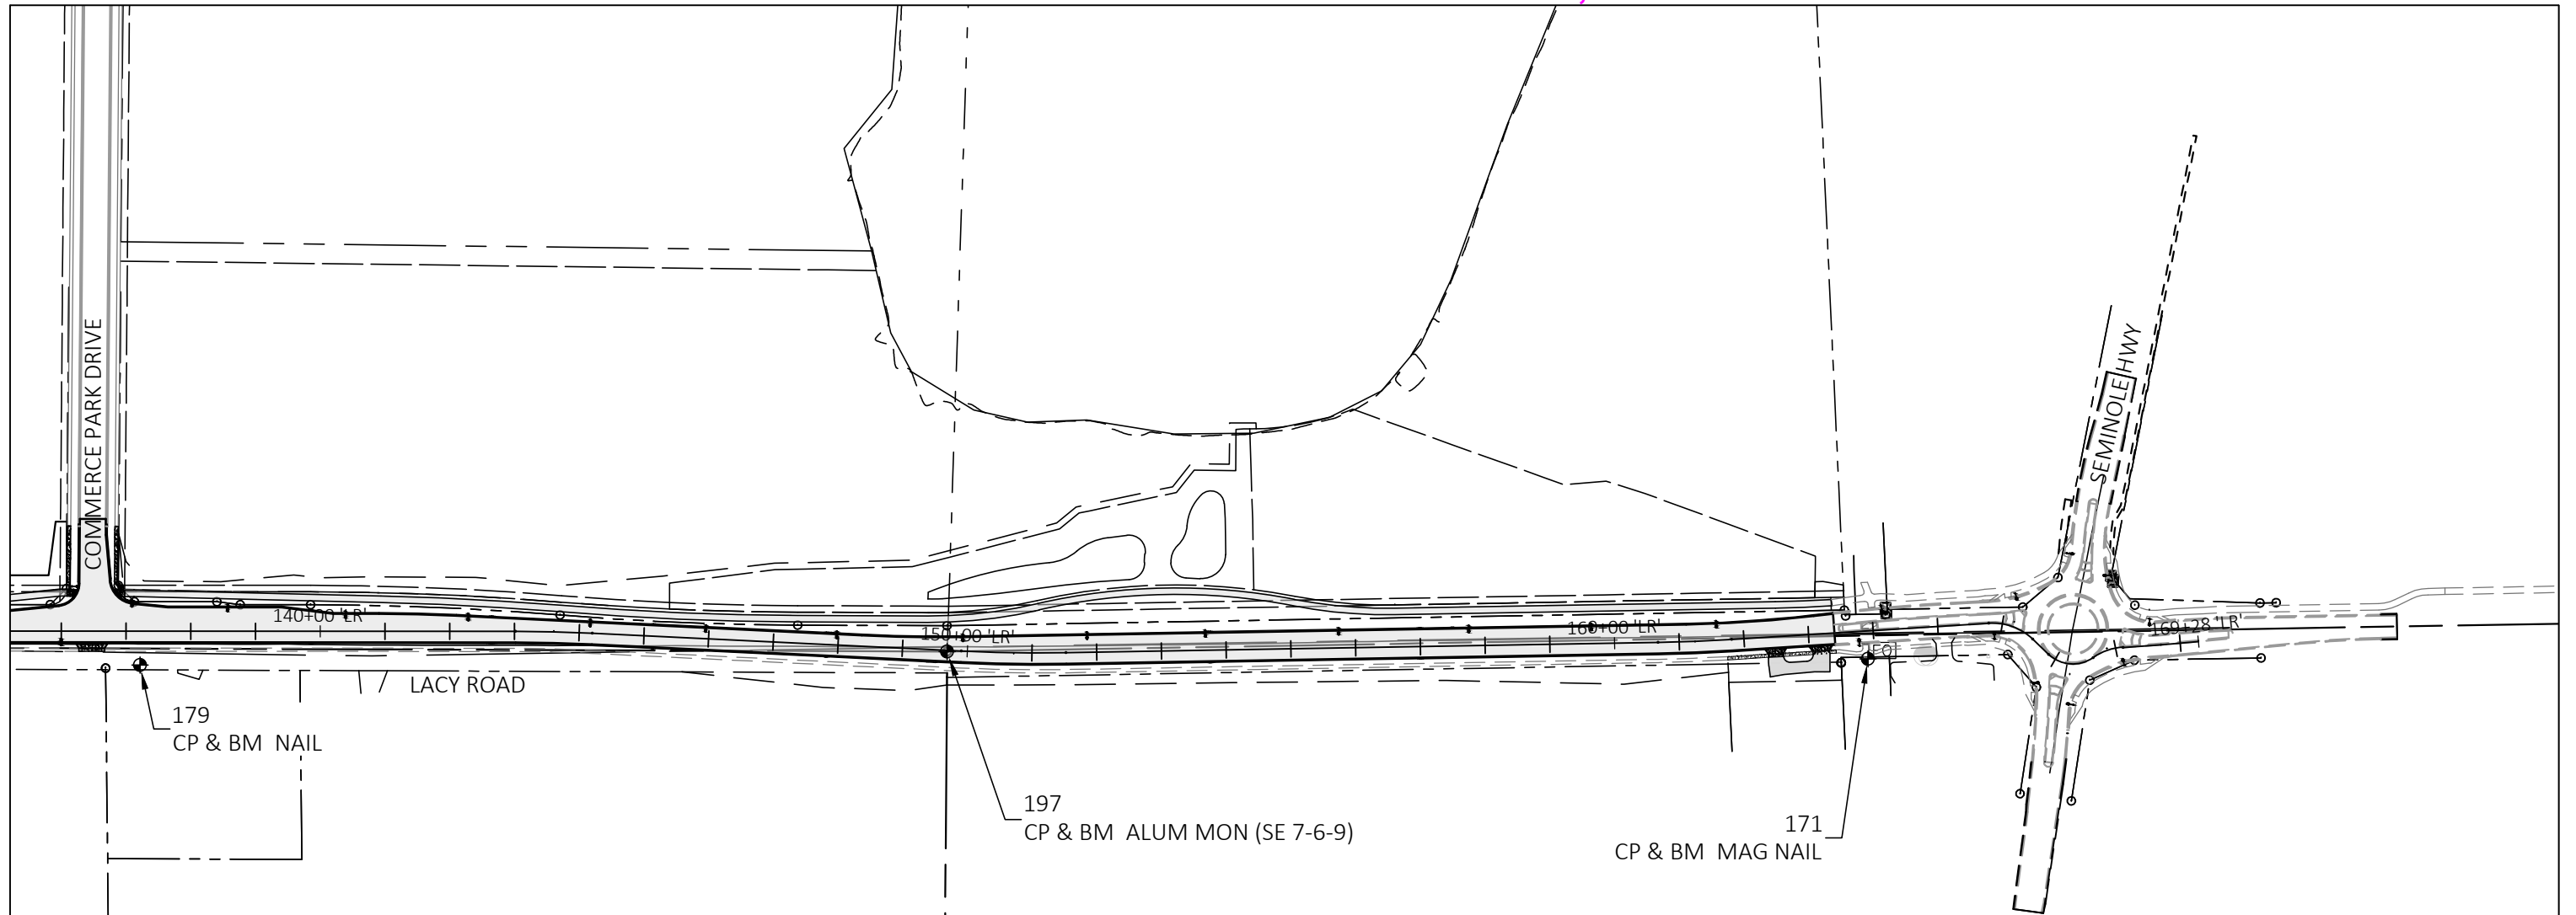 COMMERCE PARK DRIVE
SEMINOLE HWY
140+00 'LR'
150+00 'LR'
160+00 'LR'
169+28 'LR'
LACY ROAD
179
CP & BM  NAIL
197
CP & BM  ALUM MON (SE 7-6-9)
171
CP & BM  MAG NAIL